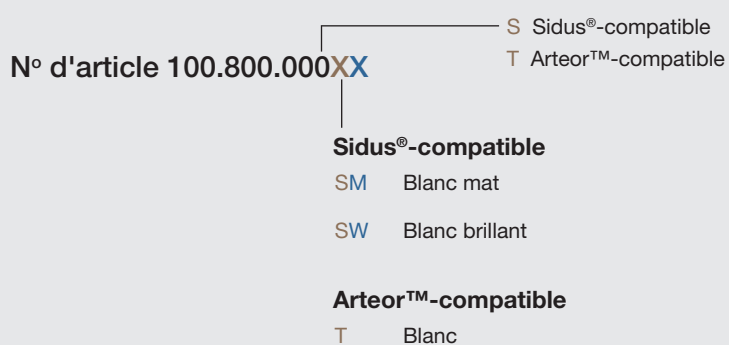 S Sidus®-compatible
Nº d'article 100.800.000XX
T Arteor™-compatible
Sidus®-compatible
SM Blanc mat
SW Blanc brillant
Arteor™-compatible
T Blanc